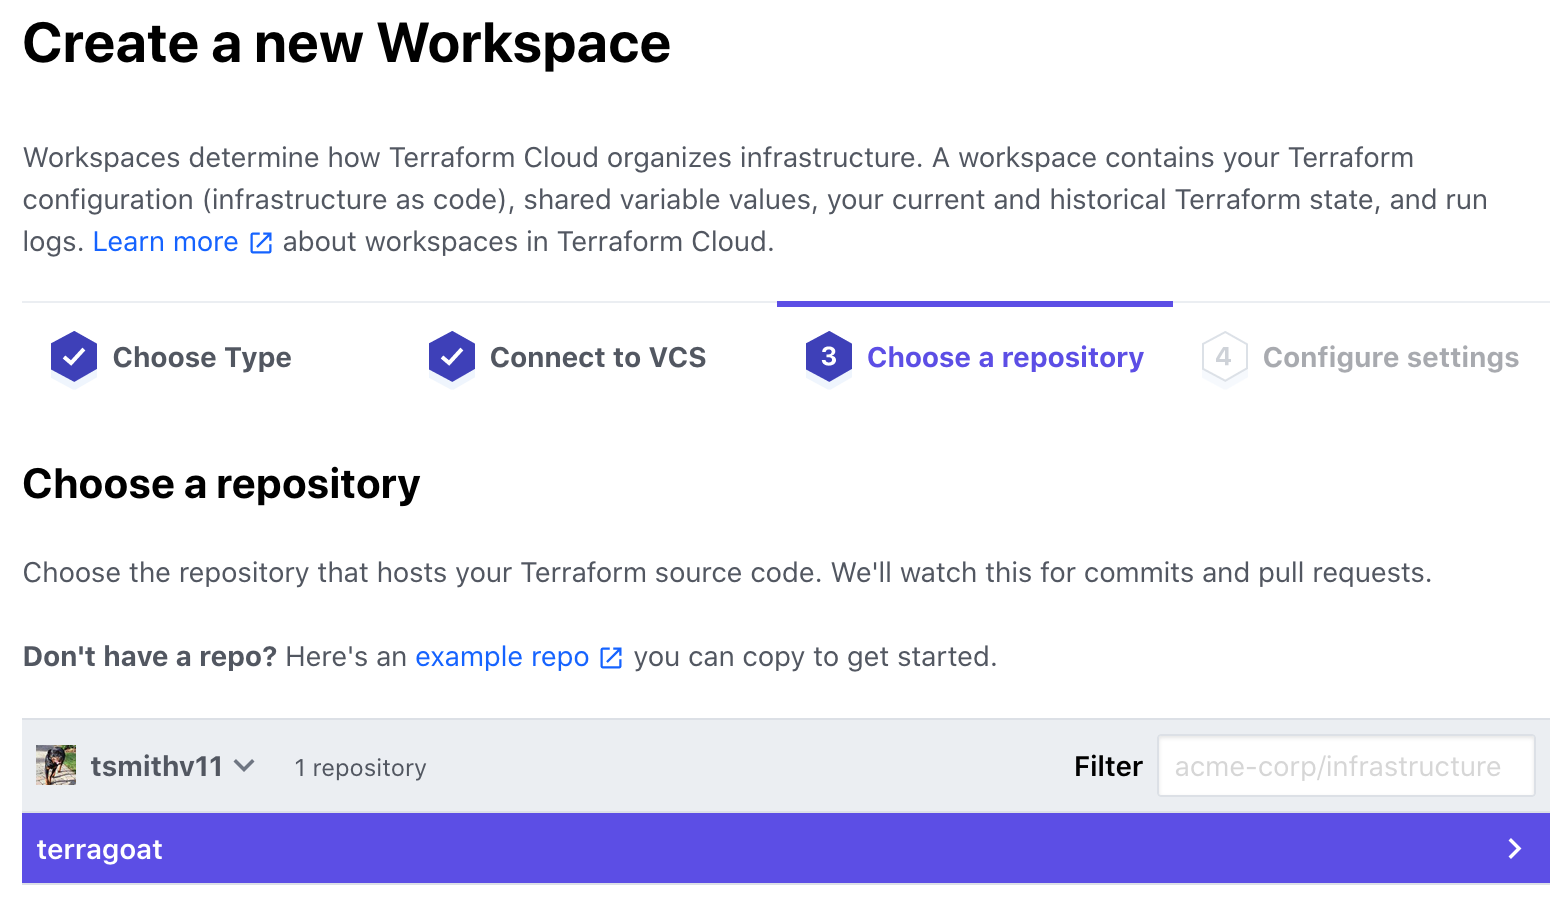 Create a new Workspace
Workspaces determine how Terraform Cloud organizes infrastructure. A workspace contains your Terraform
configuration (infrastructure as code), shared variable values, your current and historical Terraform state, and run
logs. Learn more about workspaces in Terraform Cloud.
Choose Type
Connect to VCS
3 Choose a repository
4 Configure settings
Choose a repository
Choose the repository that hosts your Terraform source code. We'll watch this for commits and pull requests.
Don't have a repo? Here's an example repo you can copy to get started.
tsmithv11 1 repository Filter acme-corp/infrastructure
terragoat